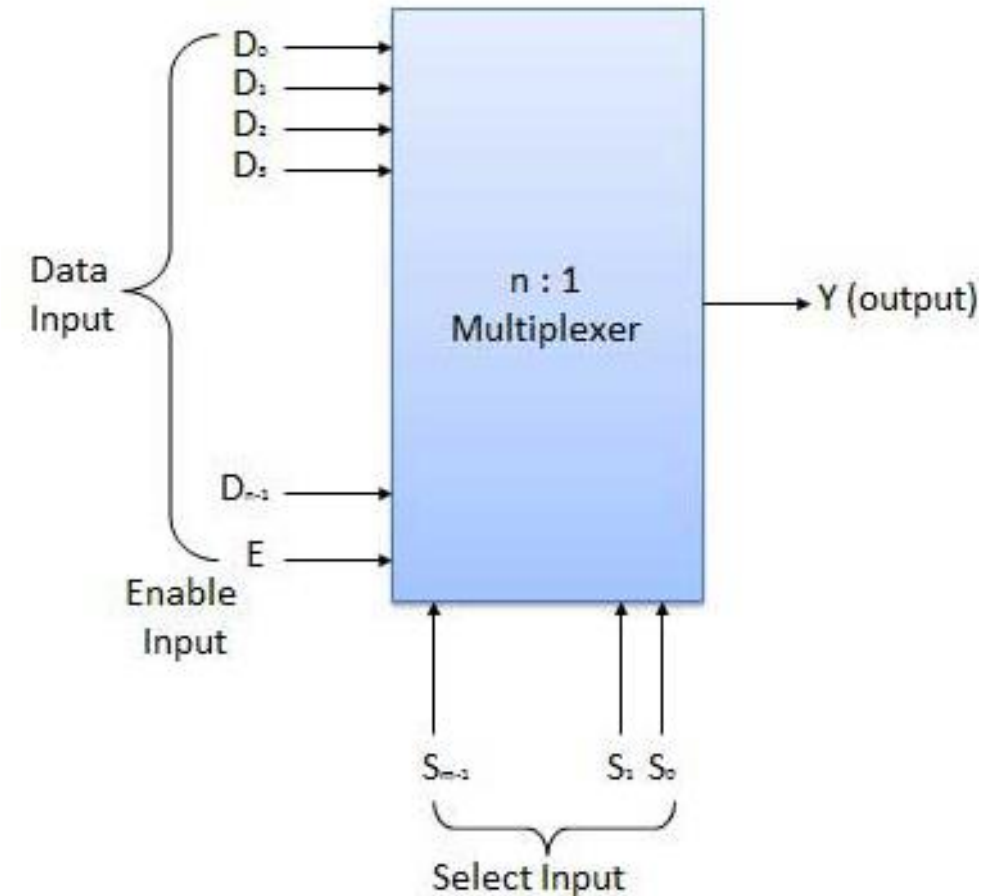 D₀
D₁
D₂
D₃
Data
Input
n : 1
Multiplexer
Y (output)
Dₙ₋₁
E
Enable
Input
Sₘ₋₁
S₁ S₀
Select Input